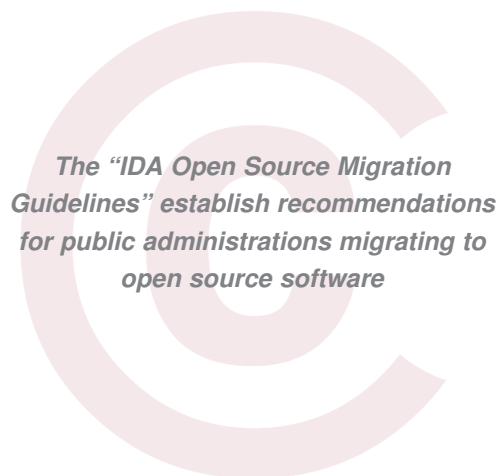 The “IDA Open Source Migration
Guidelines” establish recommendations
for public administrations migrating to
open source software